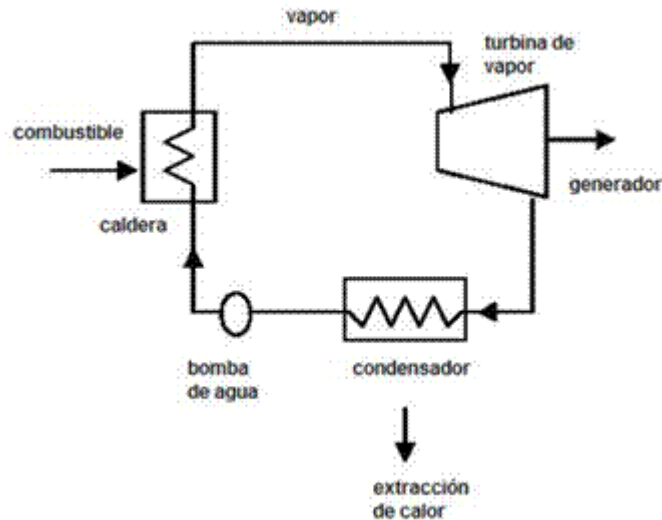 vapor
turbina de
vapor
combustible
generador
caldera
bomba
de agua
condensador
extracción
de calor